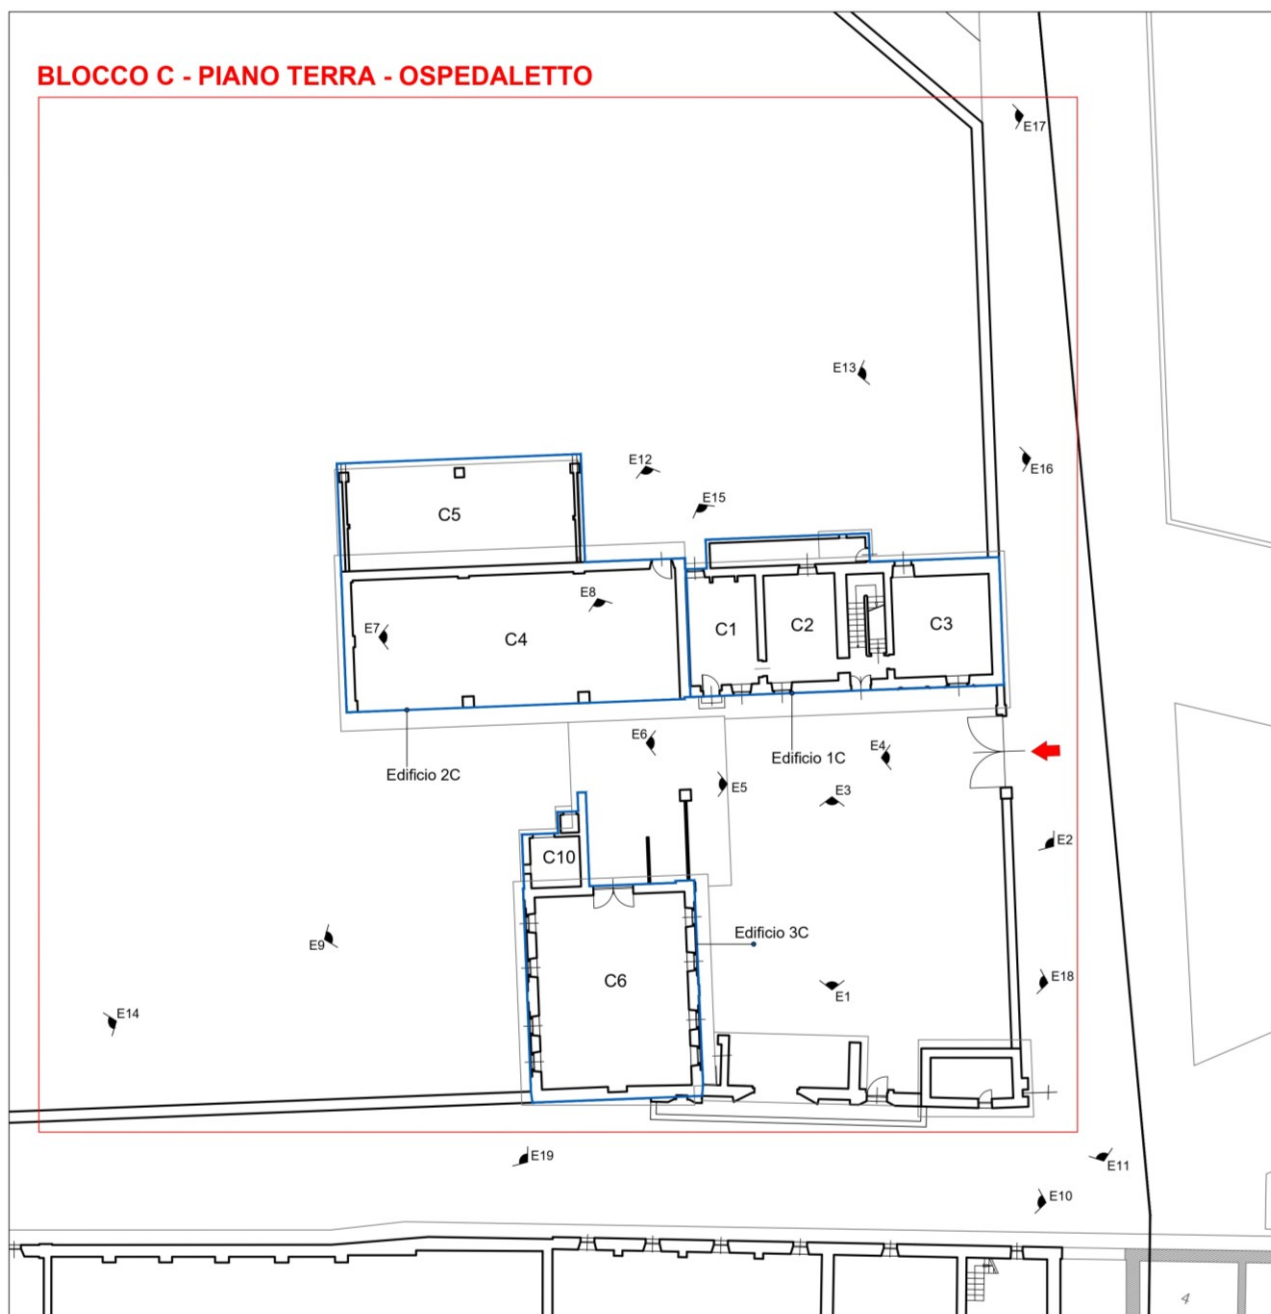 BLOCCO C - PIANO TERRA - OSPEDALETTO
E17
E13
E16
E12
E15
C5
E8
E7
C4
C1
C2
C3
E6
E4
Edificio 1C
Edificio 2C
E5
E3
E2
C10
Edificio 3C
E9
C6
E18
E1
E14
E19
E11
E10
4